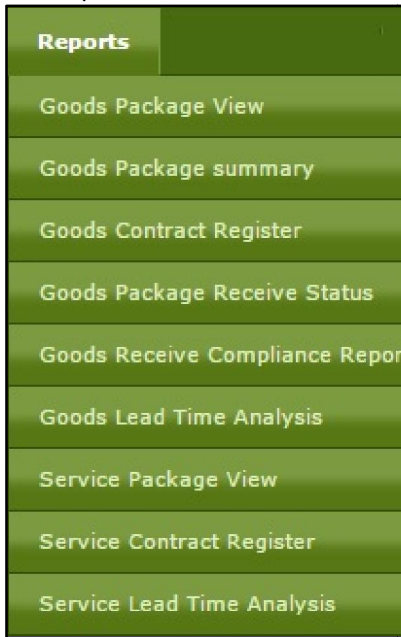 Reports
Goods Package View
Goods Package summary
Goods Contract Register
Goods Package Receive Status
Goods Receive Compliance Repor
Goods Lead Time Analysis
Service Package View
Service Contract Register
Service Lead Time Analysis